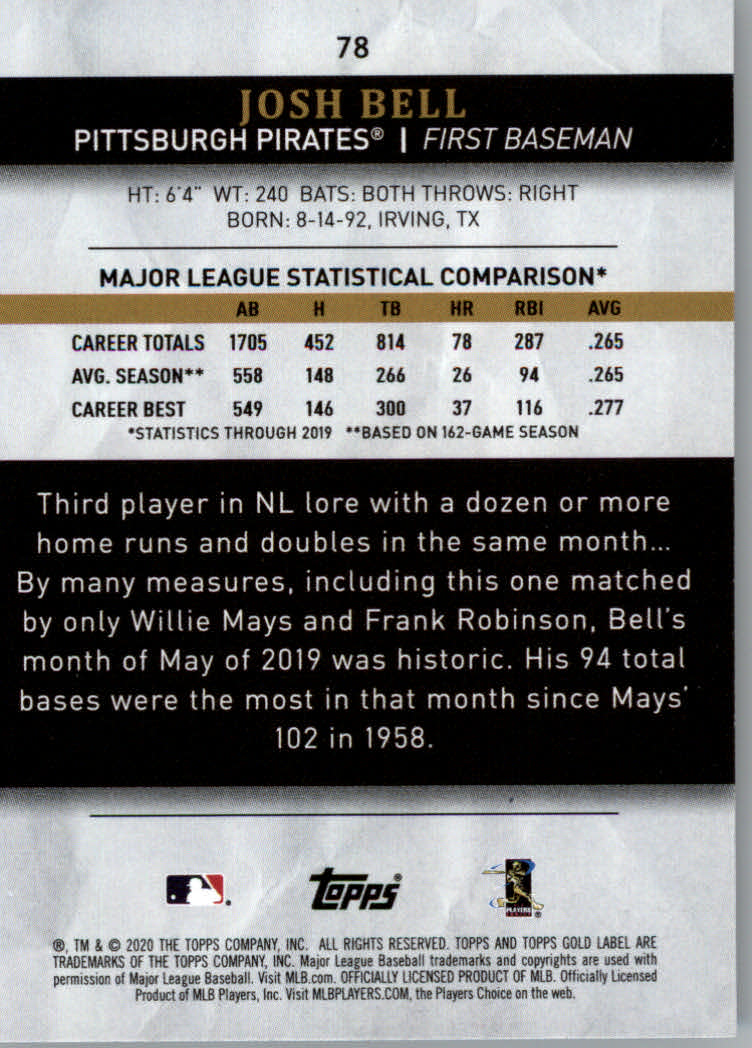 78
JOSH BELL
PITTSBURGH PIRATES® | FIRST BASEMAN
HT: 6'4" WT: 240 BATS: BOTH THROWS: RIGHT
BORN: 8-14-92, IRVING, TX
MAJOR LEAGUE STATISTICAL COMPARISON*
AB H TB HR RBI AVG
CAREER TOTALS 1705 452 814 78 287 .265
AVG. SEASON** 558 148 266 26 94 .265
CAREER BEST 549 146 300 37 116 .277
*STATISTICS THROUGH 2019 **BASED ON 162-GAME SEASON
Third player in NL lore with a dozen or more
home runs and doubles in the same month...
By many measures, including this one matched
by only Willie Mays and Frank Robinson, Bell's
month of May of 2019 was historic. His 94 total
bases were the most in that month since Mays'
102 in 1958.
topps®
PLAYERS
®, TM & © 2020 THE TOPPS COMPANY, INC. ALL RIGHTS RESERVED. TOPPS AND TOPPS GOLD LABEL ARE
TRADEMARKS OF THE TOPPS COMPANY, INC. Major League Baseball trademarks and copyrights are used with
permission of Major League Baseball. Visit MLB.com. OFFICIALLY LICENSED PRODUCT OF MLB. Officially Licensed
Product of MLB Players, Inc. Visit MLBPLAYERS.COM, the Players Choice on the web.